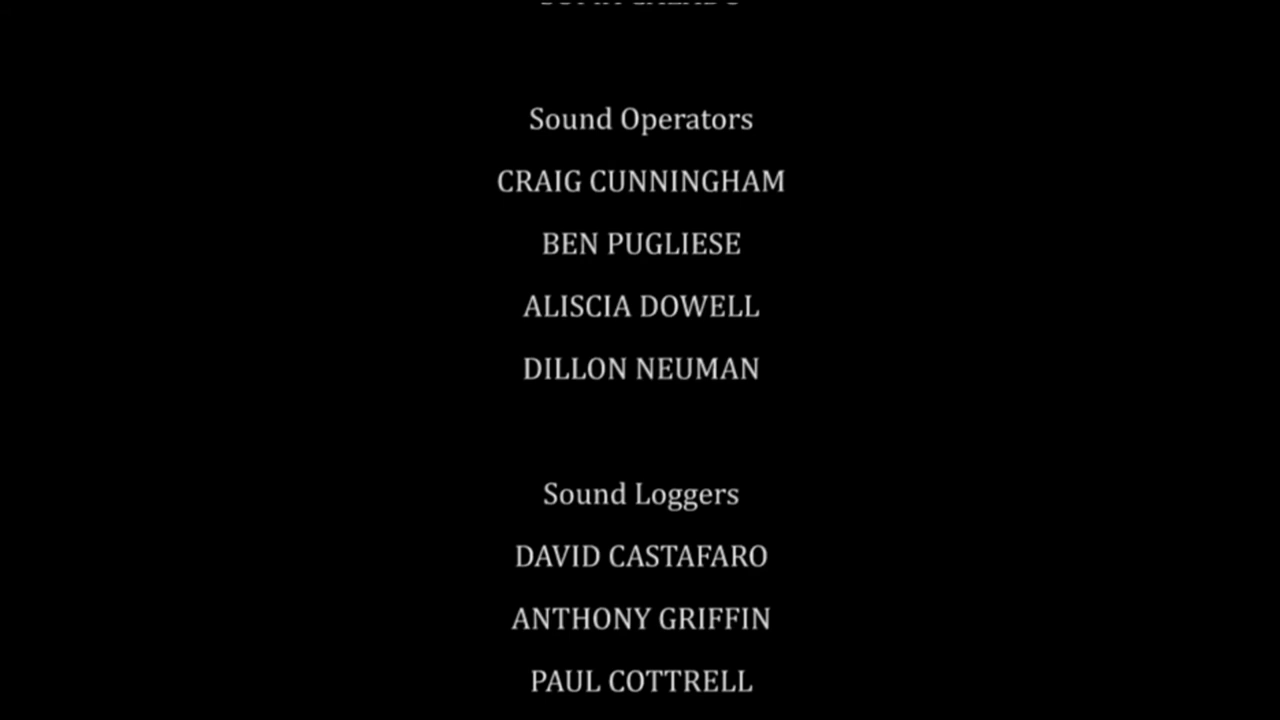 Sound Operators
CRAIG CUNNINGHAM
BEN PUGLIESE
ALISCIA DOWELL
DILLON NEUMAN
Sound Loggers
DAVID CASTAFARO
ANTHONY GRIFFIN
PAUL COTTRELL